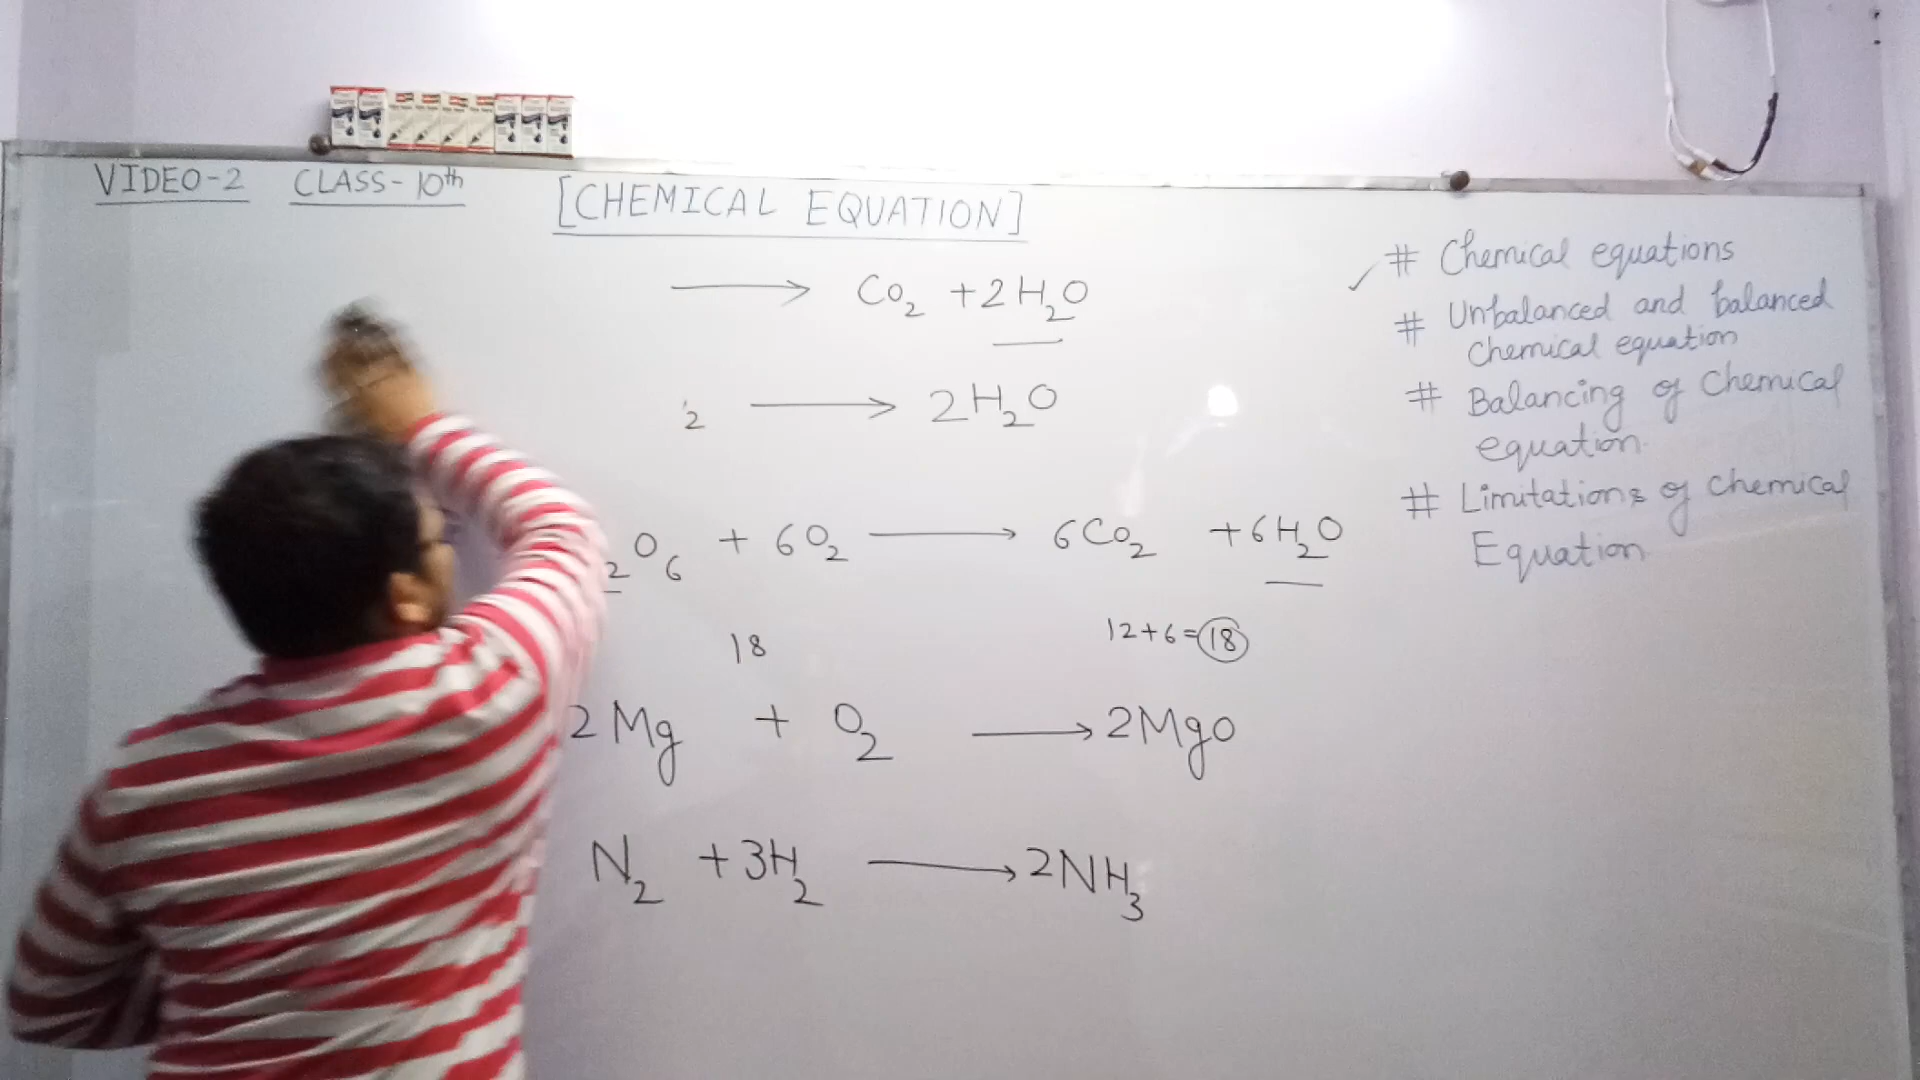 VIDEO-2 CLASS-10th [CHEMICAL EQUATION]
⟶ CO₂ + 2H₂O
₂ ⟶ 2H₂O
₂O₆ + 6O₂ ⟶ 6CO₂ + 6H₂O
18 12+6=18
2Mg + O₂ ⟶ 2MgO
N₂ + 3H₂ ⟶ 2NH₃
# Chemical equations
# Unbalanced and balanced
chemical equation
# Balancing of Chemical
equation
# Limitations of chemical
Equation